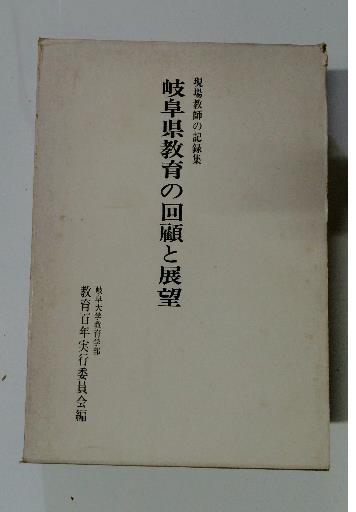 現場教師の記録集
岐阜県教育の回顧と展望
岐阜大学教育学部
教育百年実行委員会編